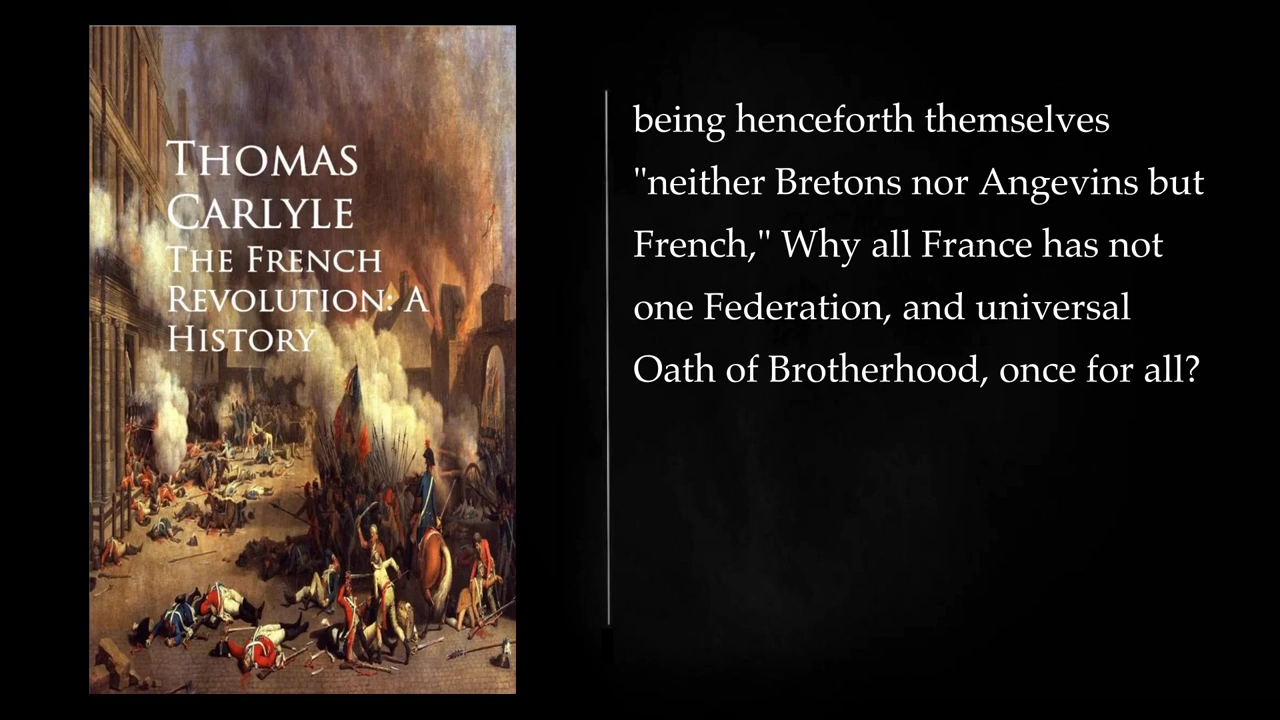 THOMAS
CARLYLE
THE FRENCH
REVOLUTION: A
HISTORY
being henceforth themselves
"neither Bretons nor Angevins but
French," Why all France has not
one Federation, and universal
Oath of Brotherhood, once for all?